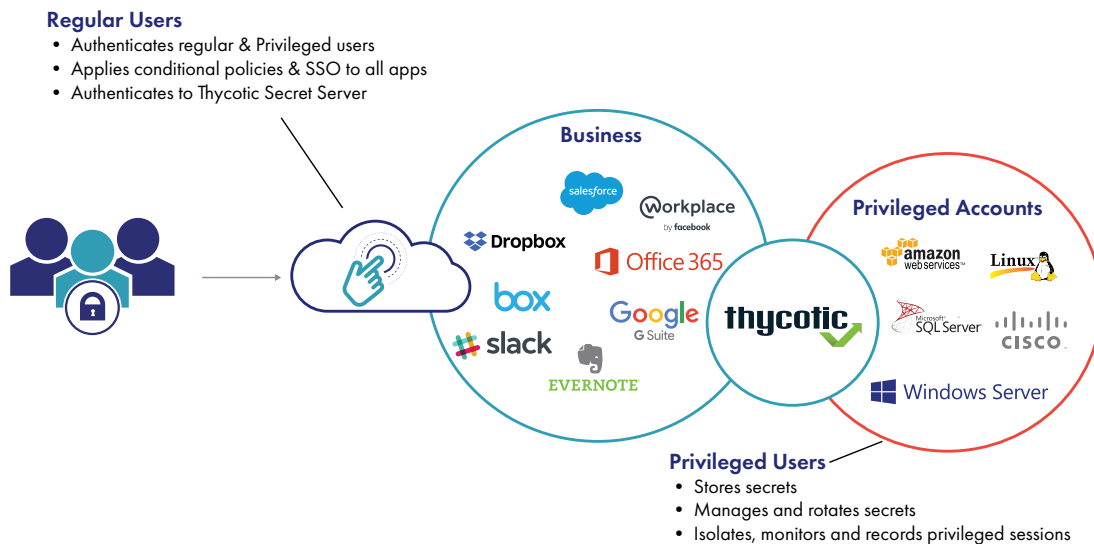 Regular Users
• Authenticates regular & Privileged users
• Applies conditional policies & SSO to all apps
• Authenticates to Thycotic Secret Server
Business
salesforce
workplace
by facebook
Dropbox
Office 365
box
Google
G Suite
slack
EVERNOTE
thycotic
Privileged Accounts
amazon
web services™
Linux
Microsoft®
SQL Server
CISCO
Windows Server
Privileged Users
• Stores secrets
• Manages and rotates secrets
• Isolates, monitors and records privileged sessions